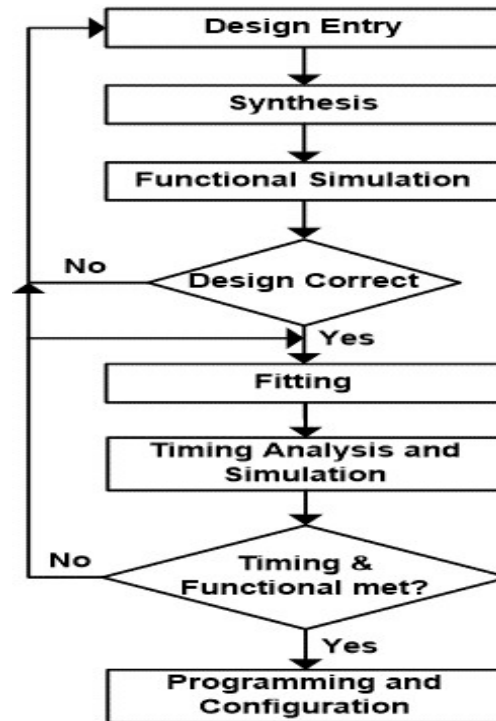 Design Entry
Synthesis
Functional Simulation
No
Design Correct
Yes
Fitting
Timing Analysis and
Simulation
No
Timing &
Functional met?
Yes
Programming and
Configuration